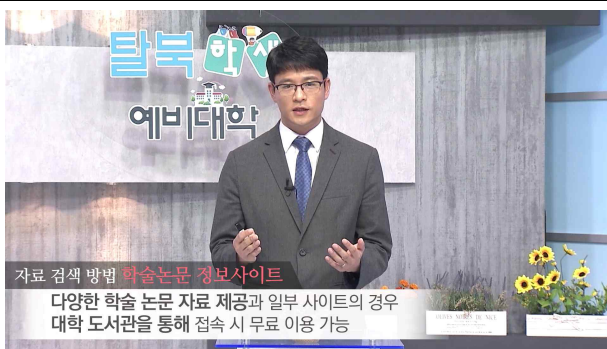 탈북 학생
예비대학
자료 검색 방법 학술논문 정보사이트
다양한 학술 논문 자료 제공과 일부 사이트의 경우
대학 도서관을 통해 접속 시 무료 이용 가능